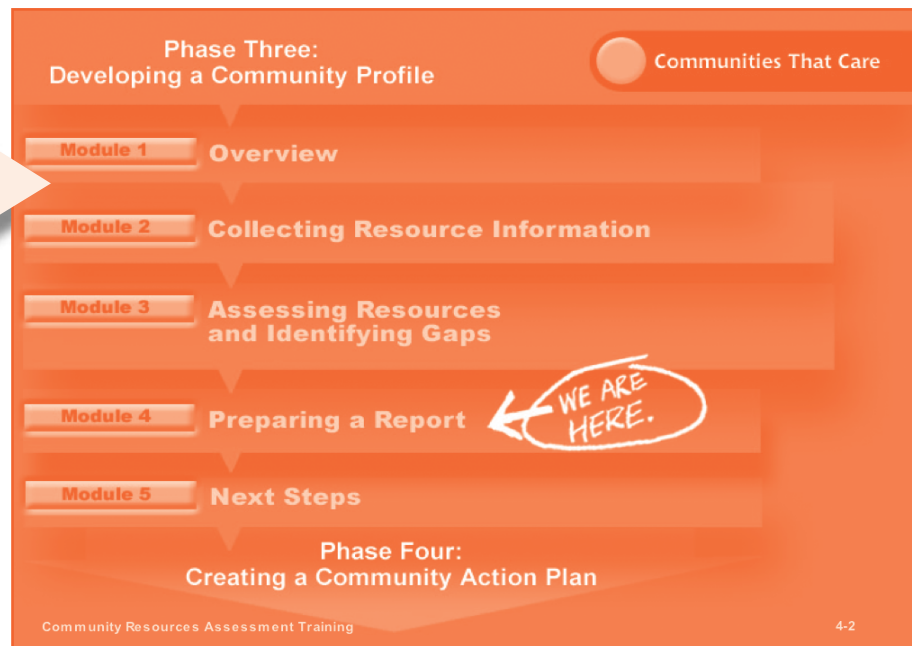 Phase Three:
Developing a Community Profile
Communities That Care
Module 1
Overview
Module 2
Collecting Resource Information
Module 3
Assessing Resources
and Identifying Gaps
Module 4
Preparing a Report
WE ARE
HERE.
Module 5
Next Steps
Phase Four:
Creating a Community Action Plan
Community Resources Assessment Training
4-2